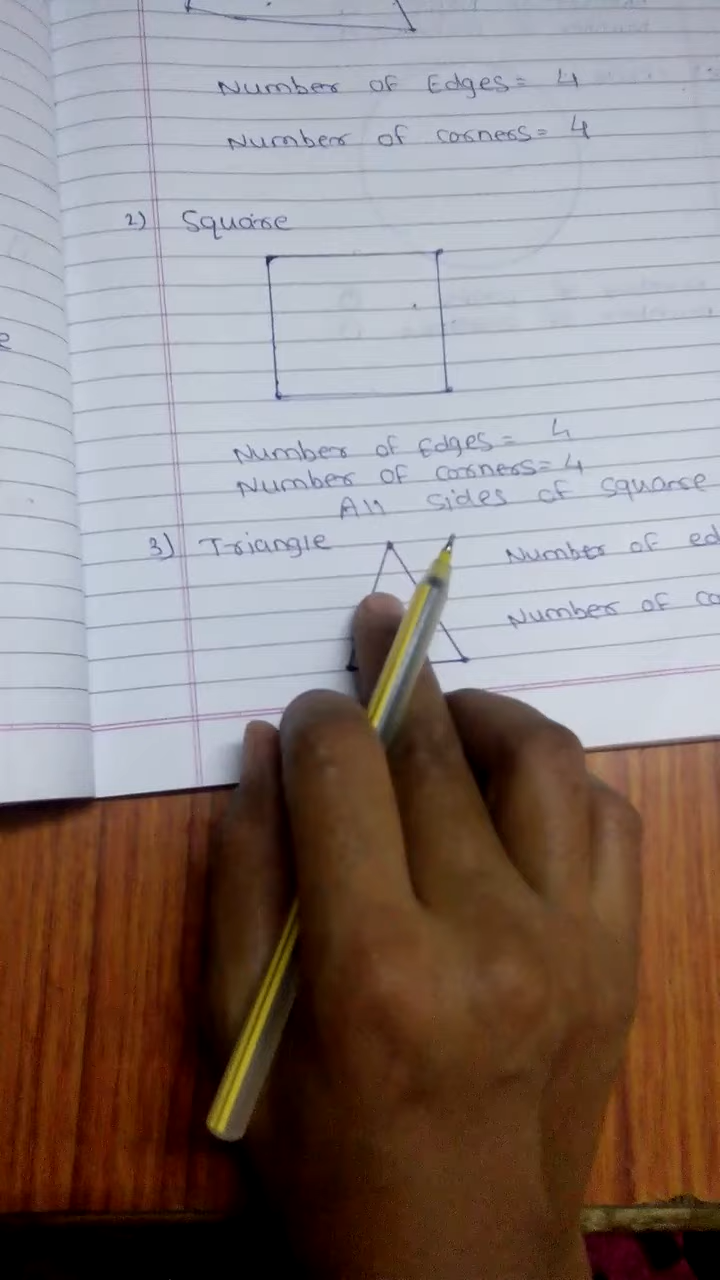 Number of Edges= 4
Number of corners= 4
2) Square
Number of Edges= 4
Number of corners=4
All sides of square
3) Triangle
Number of ed
Number of co